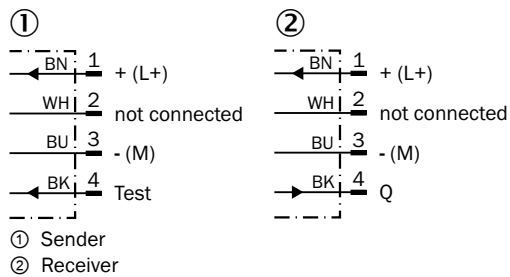 ① ②
BN 1 + (L+) BN 1 + (L+)
WH 2 not connected WH 2 not connected
BU 3 - (M) BU 3 - (M)
BK 4 Test BK 4 Q
① Sender
② Receiver